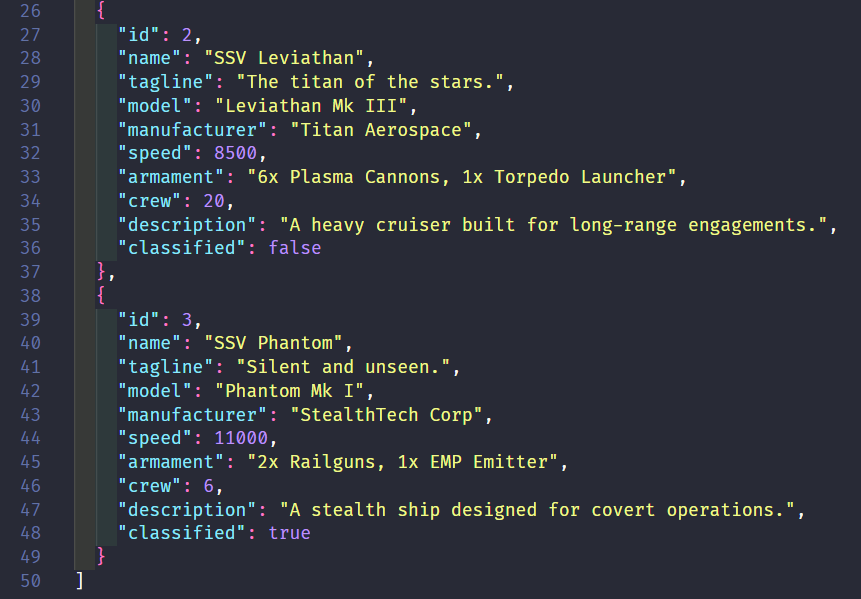 26 {
27 "id": 2,
28 "name": "SSV Leviathan",
29 "tagline": "The titan of the stars.",
30 "model": "Leviathan Mk III",
31 "manufacturer": "Titan Aerospace",
32 "speed": 8500,
33 "armament": "6x Plasma Cannons, 1x Torpedo Launcher",
34 "crew": 20,
35 "description": "A heavy cruiser built for long-range engagements.",
36 "classified": false
37 },
38 {
39 "id": 3,
40 "name": "SSV Phantom",
41 "tagline": "Silent and unseen.",
42 "model": "Phantom Mk I",
43 "manufacturer": "StealthTech Corp",
44 "speed": 11000,
45 "armament": "2x Railguns, 1x EMP Emitter",
46 "crew": 6,
47 "description": "A stealth ship designed for covert operations.",
48 "classified": true
49 }
50 ]